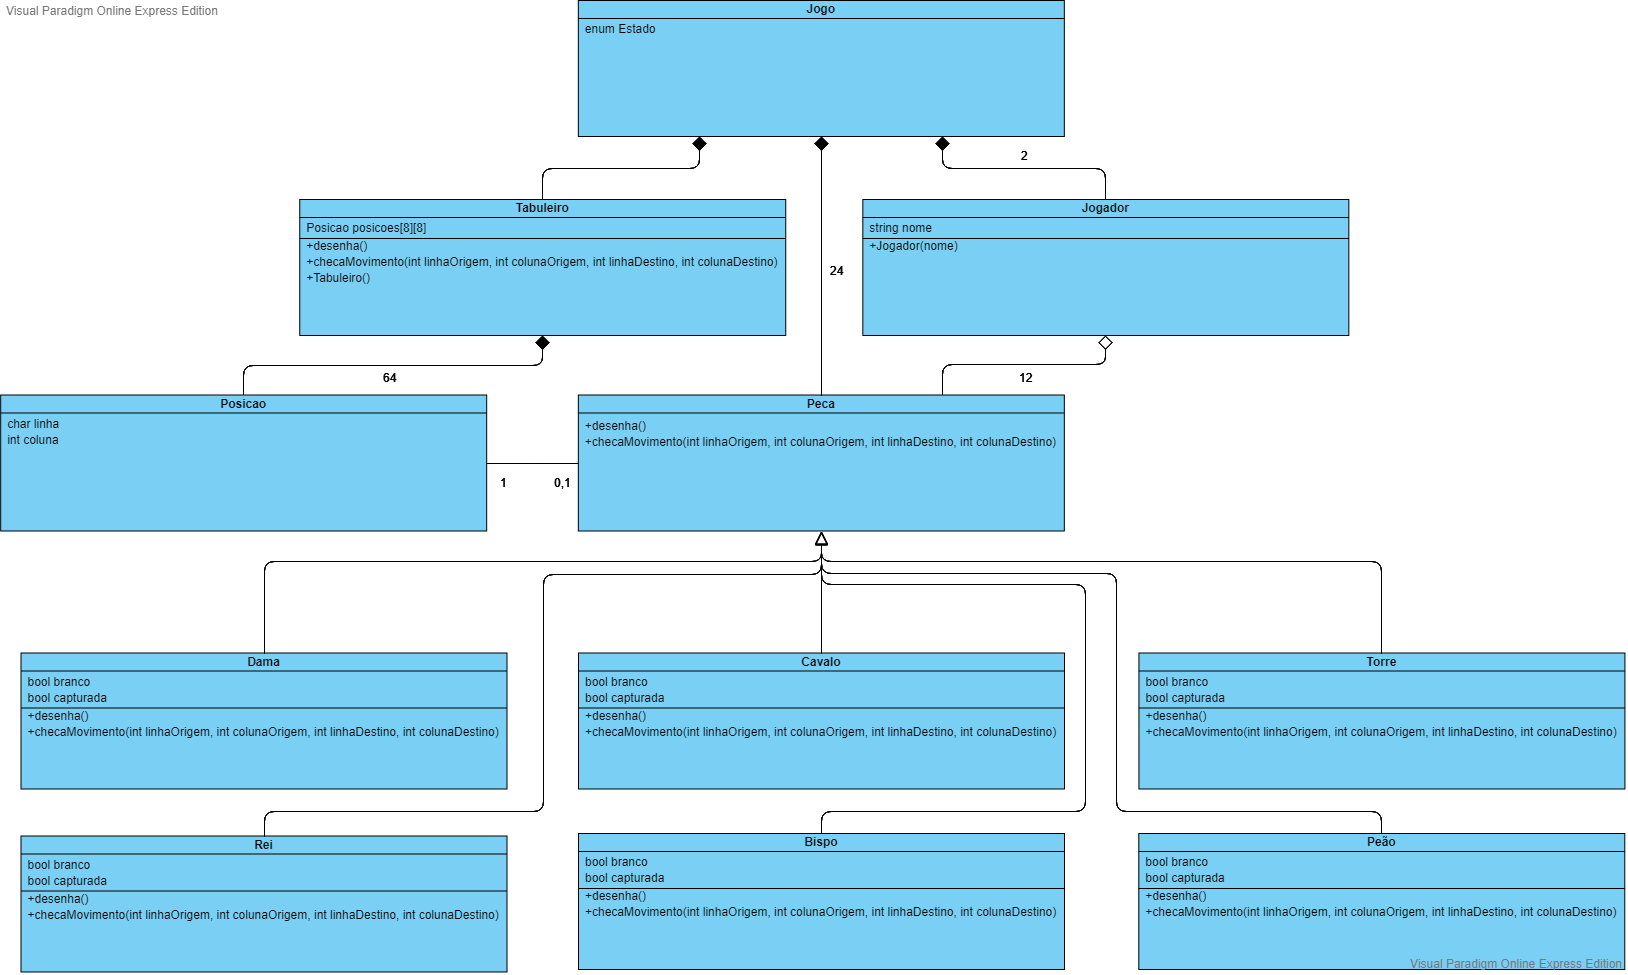 Visual Paradigm Online Express Edition
Jogo
enum Estado
2
Tabuleiro
Posicao posicoes[8][8]
+desenha()
+checaMovimento(int linhaOrigem, int colunaOrigem, int linhaDestino, int colunaDestino)
+Tabuleiro()
24
Jogador
string nome
+Jogador(nome)
64
12
Posicao
char linha
int coluna
1
0,1
Peca
+desenha()
+checaMovimento(int linhaOrigem, int colunaOrigem, int linhaDestino, int colunaDestino)
Dama
bool branco
bool capturada
+desenha()
+checaMovimento(int linhaOrigem, int colunaOrigem, int linhaDestino, int colunaDestino)
Cavalo
bool branco
bool capturada
+desenha()
+checaMovimento(int linhaOrigem, int colunaOrigem, int linhaDestino, int colunaDestino)
Torre
bool branco
bool capturada
+desenha()
+checaMovimento(int linhaOrigem, int colunaOrigem, int linhaDestino, int colunaDestino)
Rei
bool branco
bool capturada
+desenha()
+checaMovimento(int linhaOrigem, int colunaOrigem, int linhaDestino, int colunaDestino)
Bispo
bool branco
bool capturada
+desenha()
+checaMovimento(int linhaOrigem, int colunaOrigem, int linhaDestino, int colunaDestino)
Peão
bool branco
bool capturada
+desenha()
+checaMovimento(int linhaOrigem, int colunaOrigem, int linhaDestino, int colunaDestino)
Visual Paradigm Online Express Edition